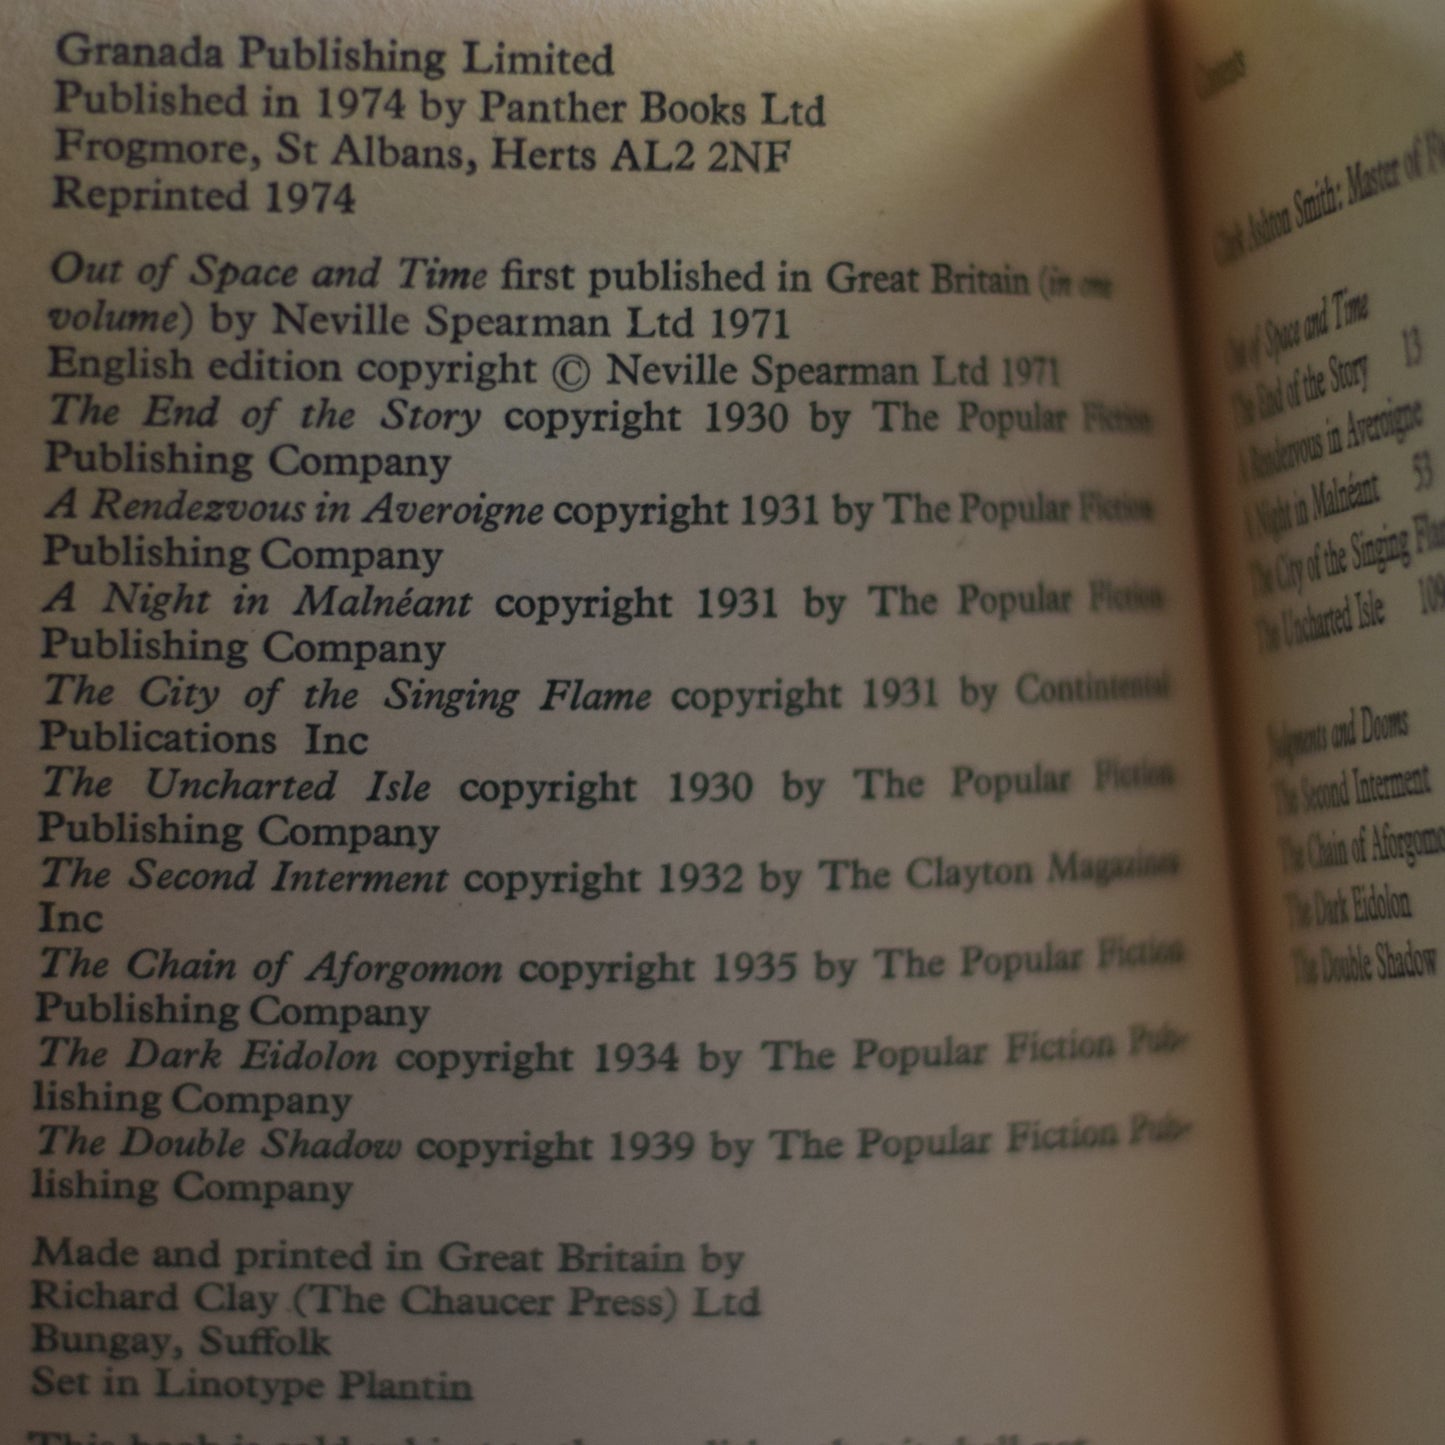 Granada Publishing Limited
Published in 1974 by Panther Books Ltd
Frogmore, St Albans, Herts AL2 2NF
Reprinted 1974
Out of Space and Time first published in Great Britain (in one
volume) by Neville Spearman Ltd 1971
English edition copyright © Neville Spearman Ltd 1971
The End of the Story copyright 1930 by The Popular Fiction
Publishing Company
A Rendezvous in Averoigne copyright 1931 by The Popular Fiction
Publishing Company
A Night in Malnéant copyright 1931 by The Popular Fiction
Publishing Company
The City of the Singing Flame copyright 1931 by Contintental
Publications Inc
The Uncharted Isle copyright 1930 by The Popular Fiction
Publishing Company
The Second Interment copyright 1932 by The Clayton Magazines
Inc
The Chain of Aforgomon copyright 1935 by The Popular Fiction
Publishing Company
The Dark Eidolon copyright 1934 by The Popular Fiction Pub-
lishing Company
The Double Shadow copyright 1939 by The Popular Fiction Pub-
lishing Company
Made and printed in Great Britain by
Richard Clay (The Chaucer Press) Ltd
Bungay, Suffolk
Set in Linotype Plantin
Contents
Clark Ashton Smith: Master of
Out of Space and Time
The End of the Story 13
A Rendezvous in Averoigne
A Night in Malnéant 53
The City of the Singing
The Uncharted Isle 109
Judgments and Dooms
The Second Interment
The Chain of
The Dark Eidolon
The Double Shadow